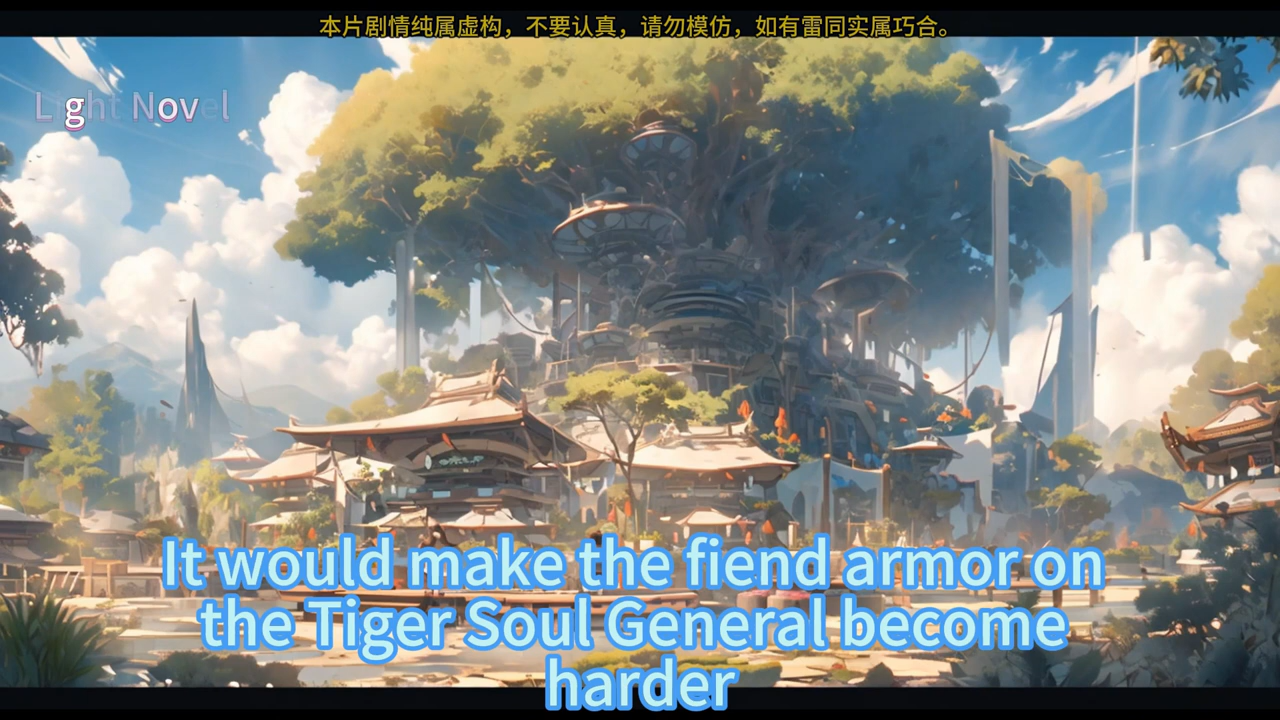 本片剧情纯属虚构，不要认真，请勿模仿，如有雷同实属巧合。
Light Novel
It would make the fiend armor on
the Tiger Soul General become
harder